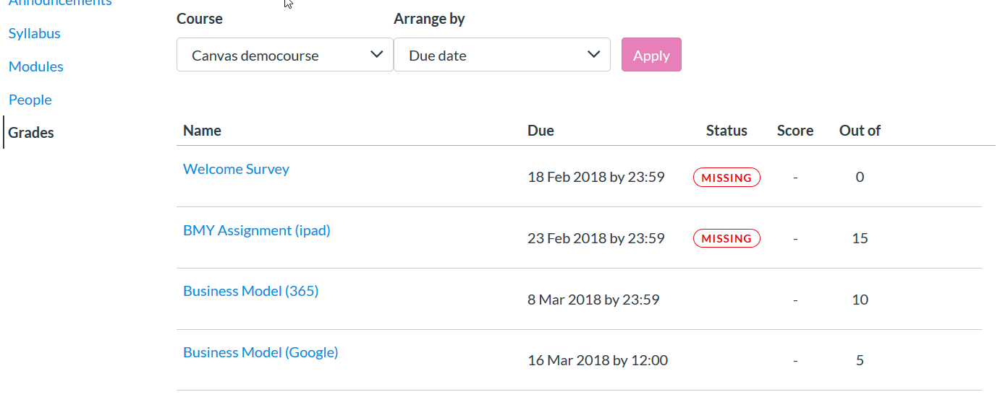 Announcements
Syllabus
Modules
People
Grades
Course Arrange by
Canvas democourse Due date Apply
Name Due Status Score Out of
Welcome Survey 18 Feb 2018 by 23:59 MISSING - 0
BMY Assignment (ipad) 23 Feb 2018 by 23:59 MISSING - 15
Business Model (365) 8 Mar 2018 by 23:59 - 10
Business Model (Google) 16 Mar 2018 by 12:00 - 5